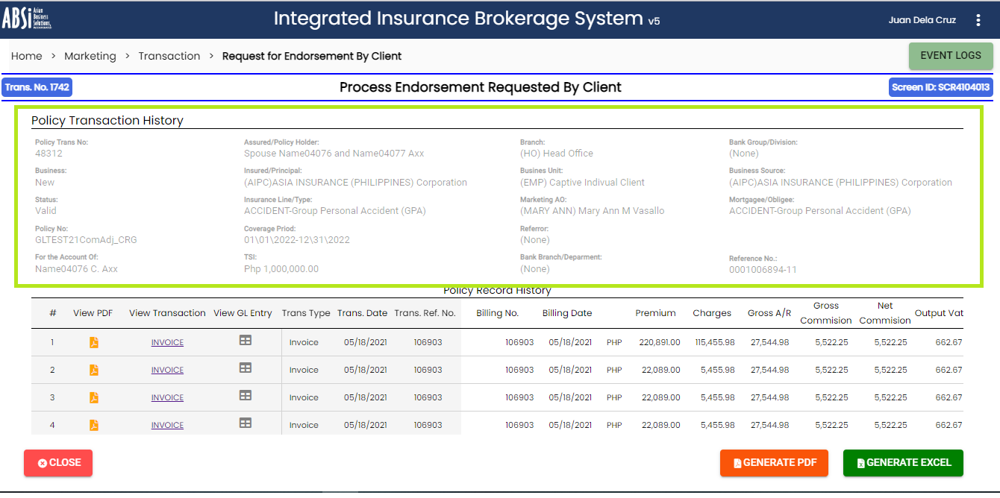 ABSi Asian Business Solutions, INCORPORATED
Integrated Insurance Brokerage System v5
Juan Dela Cruz
Home > Marketing > Transaction > Request for Endorsement By Client
EVENT LOGS
Trans. No. 1742
Process Endorsement Requested By Client
Screen ID: SCR4104013
Policy Transaction History
Policy Trans No: Assured/Policy Holder: Branch: Bank Group/Division:
48312 Spouse Name04076 and Name04077 Axx (HO) Head Office (None)
Business: Insured/Principal: Busines Unit: Business Source:
New (AIPC)ASIA INSURANCE (PHILIPPINES) Corporation (EMP) Captive Indivual Client (AIPC)ASIA INSURANCE (PHILIPPINES) Corporation
Status: Insurance Line/Type: Marketing AO: Mortgagee/Obligee:
Valid ACCIDENT-Group Personal Accident (GPA) (MARY ANN) Mary Ann M Vasallo ACCIDENT-Group Personal Accident (GPA)
Policy No: Coverage Priod: Referror:
GLTEST21ComAdj_CRG 01\01\2022-12\31\2022 (None)
For the Account Of: TSI: Bank Branch/Deparment: Reference No.:
Name04076 C. Axx Php 1,000,000.00 (None) 0001006894-11
Policy Record History
# View PDF View Transaction View GL Entry Trans Type Trans. Date Trans. Ref. No. Billing No. Billing Date Premium Charges Gross A/R Gross Commision Net Commision Output Vat
1 INVOICE Invoice 05/18/2021 106903 106903 05/18/2021 PHP 220,891.00 115,455.98 27,544.98 5,522.25 5,522.25 662.67
2 INVOICE Invoice 05/18/2021 106903 106903 05/18/2021 PHP 22,089.00 5,455.98 27,544.98 5,522.25 5,522.25 662.67
3 INVOICE Invoice 05/18/2021 106903 106903 05/18/2021 PHP 22,089.00 5,455.98 27,544.98 5,522.25 5,522.25 662.67
4 INVOICE Invoice 05/18/2021 106903 106903 05/18/2021 PHP 22,089.00 5,455.98 27,544.98 5,522.25 5,522.25 662.67
CLOSE
GENERATE PDF
GENERATE EXCEL